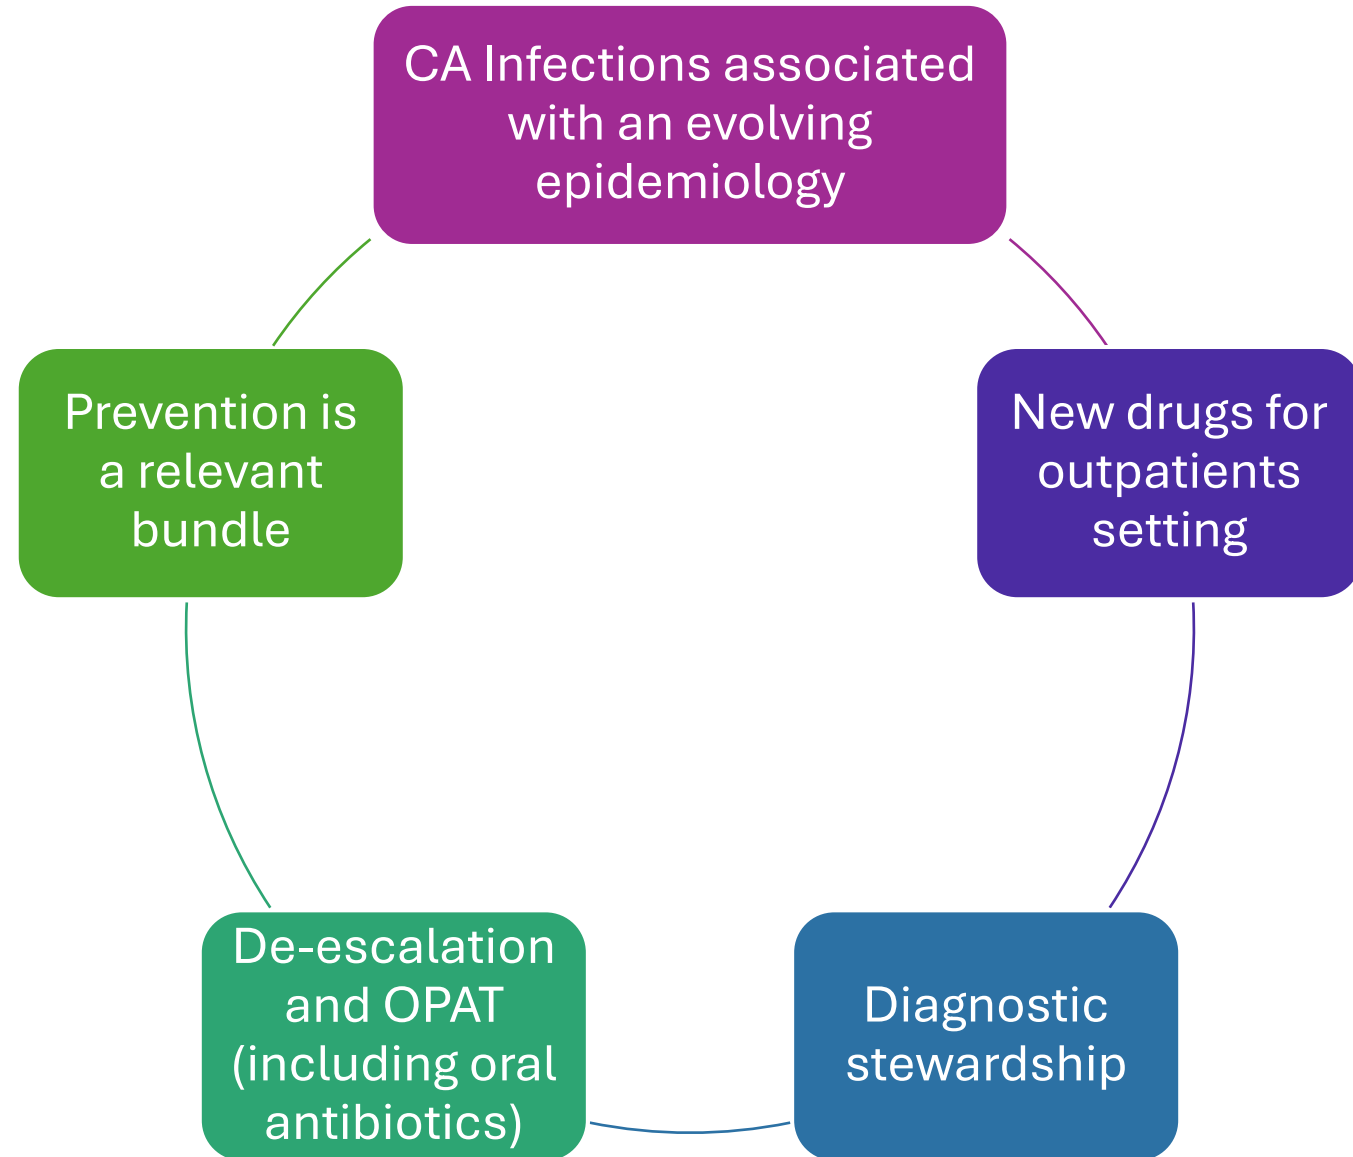 CA Infections associated
with an evolving
epidemiology
New drugs for
outpatients
setting
Diagnostic
stewardship
De-escalation
and OPAT
(including oral
antibiotics)
Prevention is
a relevant
bundle